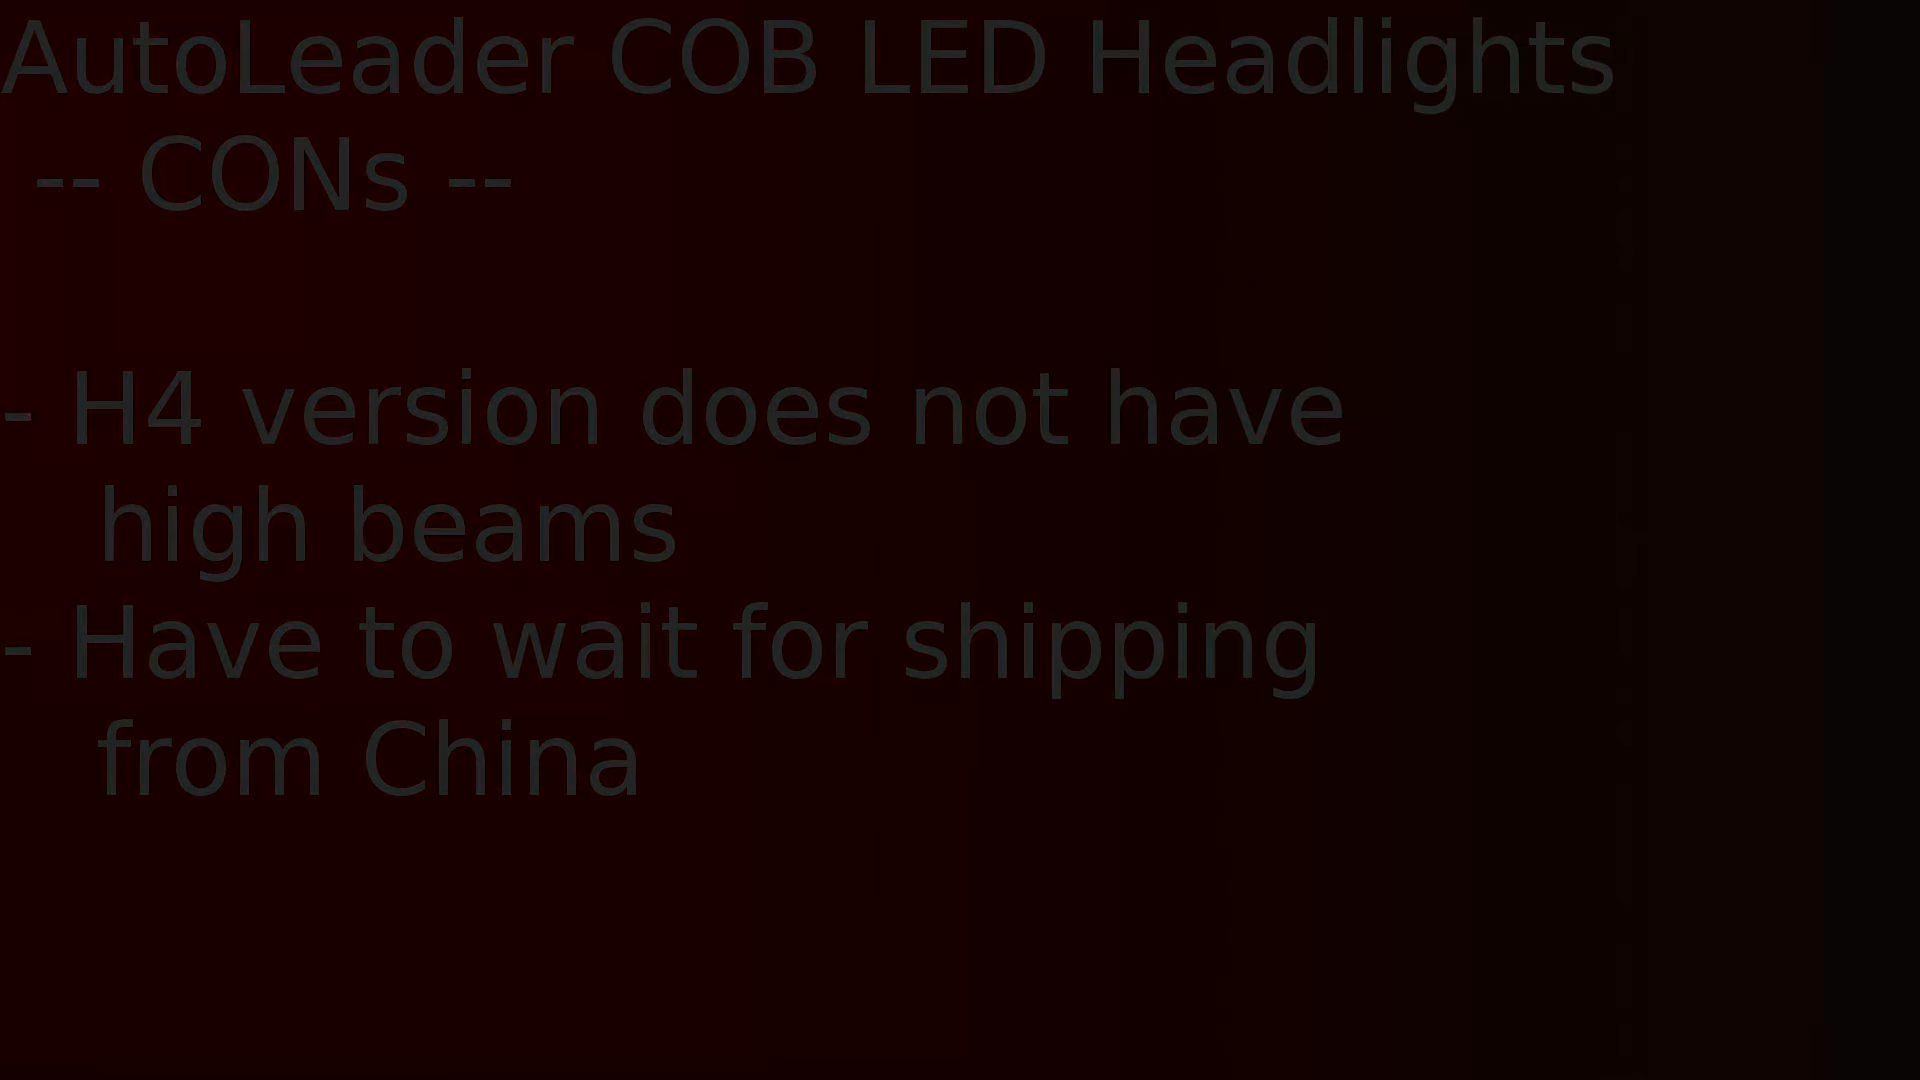 AutoLeader COB LED Headlights
-- CONs --
- H4 version does not have
high beams
- Have to wait for shipping
from China